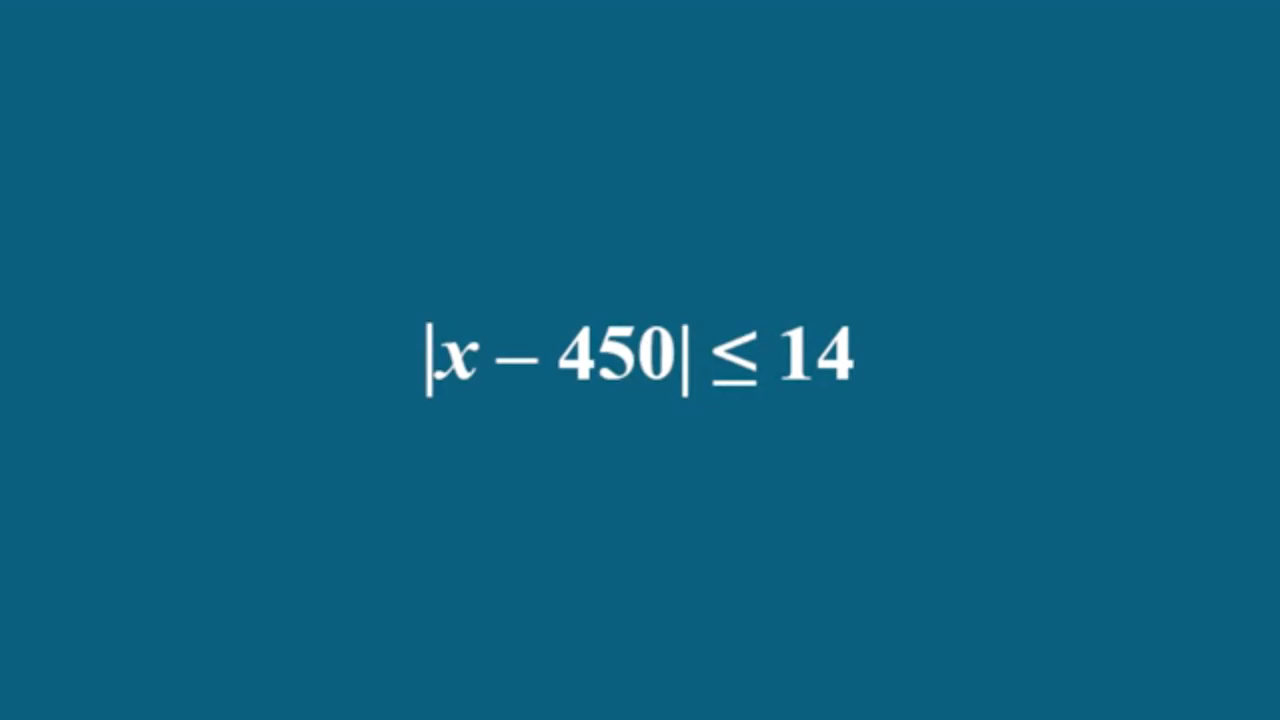 |x – 450| ≤ 14